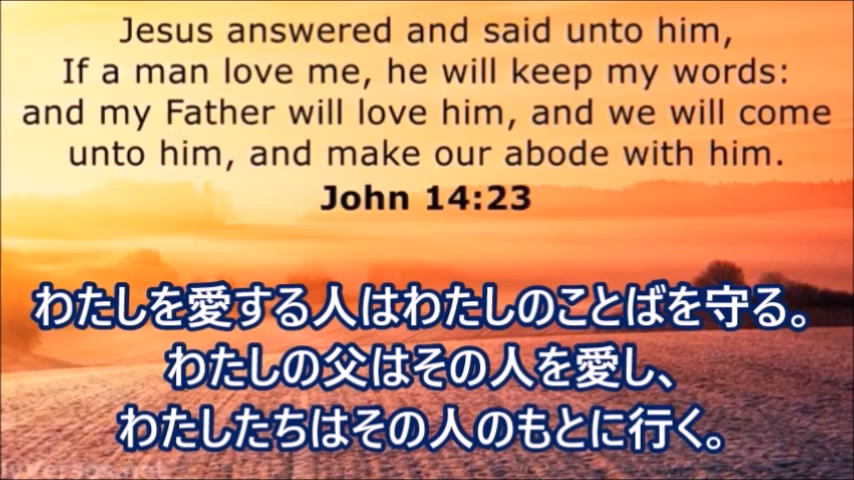 Jesus answered and said unto him,
If a man love me, he will keep my words:
and my Father will love him, and we will come
unto him, and make our abode with him.
John 14:23
わたしを愛する人はわたしのことばを守る。
わたしの父はその人を愛し、
わたしたちはその人のもとに行く。